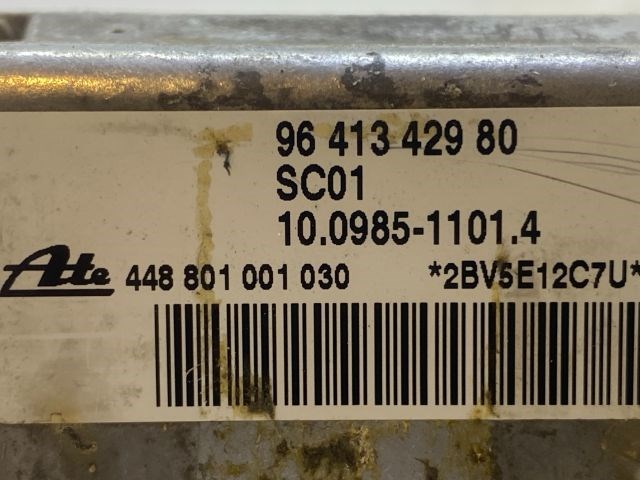 96 413 429 80
SC01
10.0985-1101.4
Ate 448 801 001 030 *2BV5E12C7U*